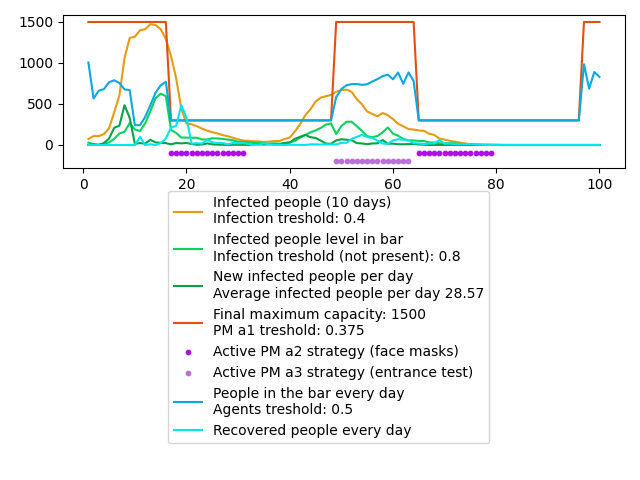 1500
1000
500
0
0
20
40
60
80
100
Infected people (10 days)
Infection treshold: 0.4
Infected people level in bar
Infection treshold (not present): 0.8
New infected people per day
Average infected people per day 28.57
Final maximum capacity: 1500
PM a1 treshold: 0.375
Active PM a2 strategy (face masks)
Active PM a3 strategy (entrance test)
People in the bar every day
Agents treshold: 0.5
Recovered people every day